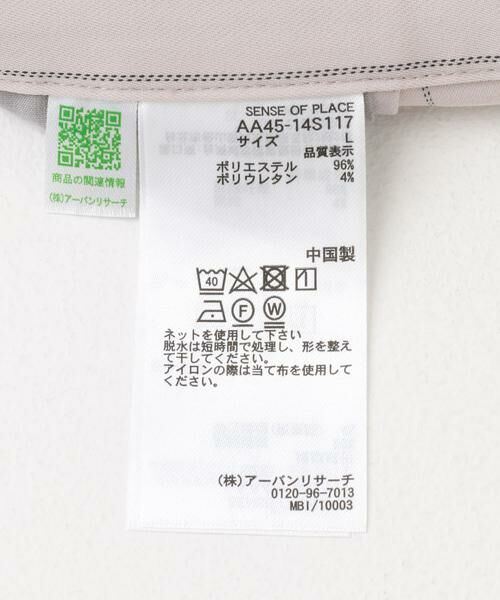 商品の関連情報
(株)アーバンリサーチ
SENSE OF PLACE
AA45-14S117
サイズ L
品質表示
ポリエステル 96%
ポリウレタン 4%
中国製
40
F W
ネットを使用して下さい
脱水は短時間で処理し、形を整え
て干してください。
アイロンの際は当て布を使用して
ください。
(株)アーバンリサーチ
0120-96-7013
MBI/10003